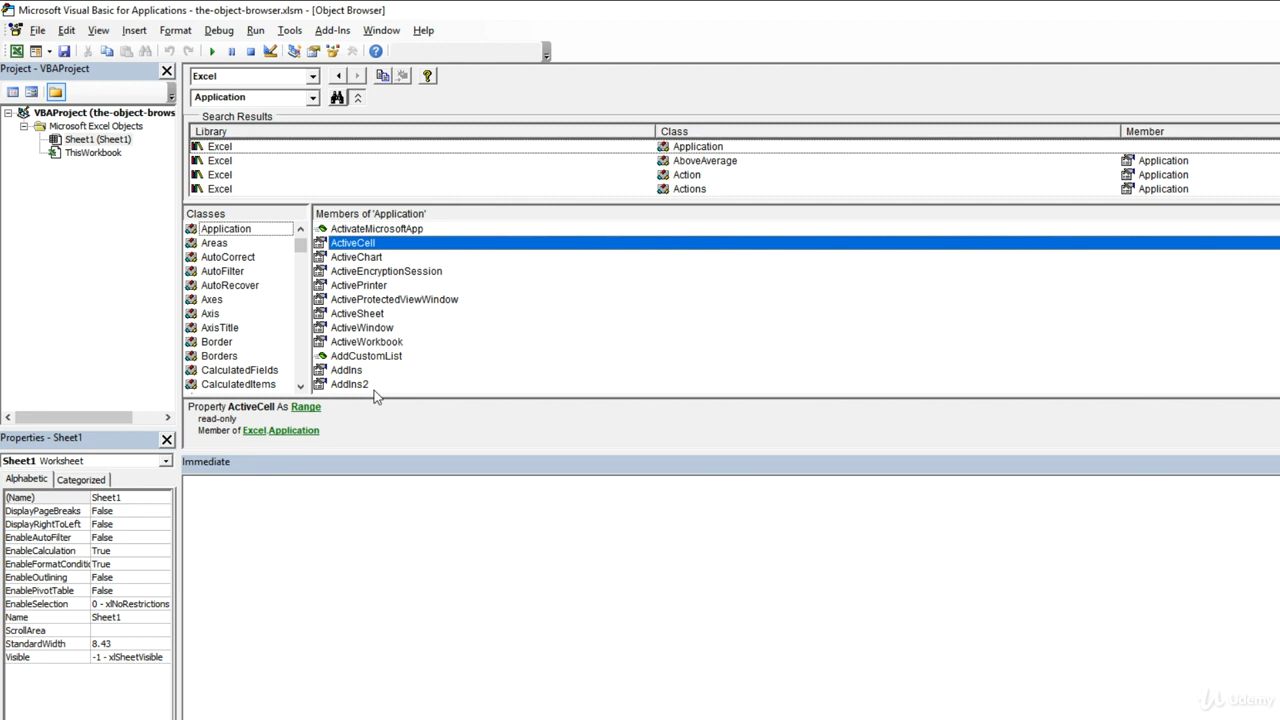 Microsoft Visual Basic for Applications - the-object-browser.xlsm - [Object Browser]
File Edit View Insert Format Debug Run Tools Add-Ins Window Help
Project - VBAProject
VBAProject (the-object-brows
Microsoft Excel Objects
Sheet1 (Sheet1)
ThisWorkbook
Excel
Application
Search Results
Library Class Member
Excel Application
Excel AboveAverage Application
Excel Action Application
Excel Actions Application
Classes
Application
Areas
AutoCorrect
AutoFilter
AutoRecover
Axes
Axis
AxisTitle
Border
Borders
CalculatedFields
CalculatedItems
Members of 'Application'
ActivateMicrosoftApp
ActiveCell
ActiveChart
ActiveEncryptionSession
ActivePrinter
ActiveProtectedViewWindow
ActiveSheet
ActiveWindow
ActiveWorkbook
AddCustomList
AddIns
AddIns2
Property ActiveCell As Range
read-only
Member of Excel.Application
Properties - Sheet1
Sheet1 Worksheet
Alphabetic Categorized
(Name) Sheet1
DisplayPageBreaks False
DisplayRightToLeft False
EnableAutoFilter False
EnableCalculation True
EnableFormatConditic True
EnableOutlining False
EnablePivotTable False
EnableSelection 0 - xlNoRestrictions
Name Sheet1
ScrollArea
StandardWidth 8.43
Visible -1 - xlSheetVisible
Immediate
Udemy